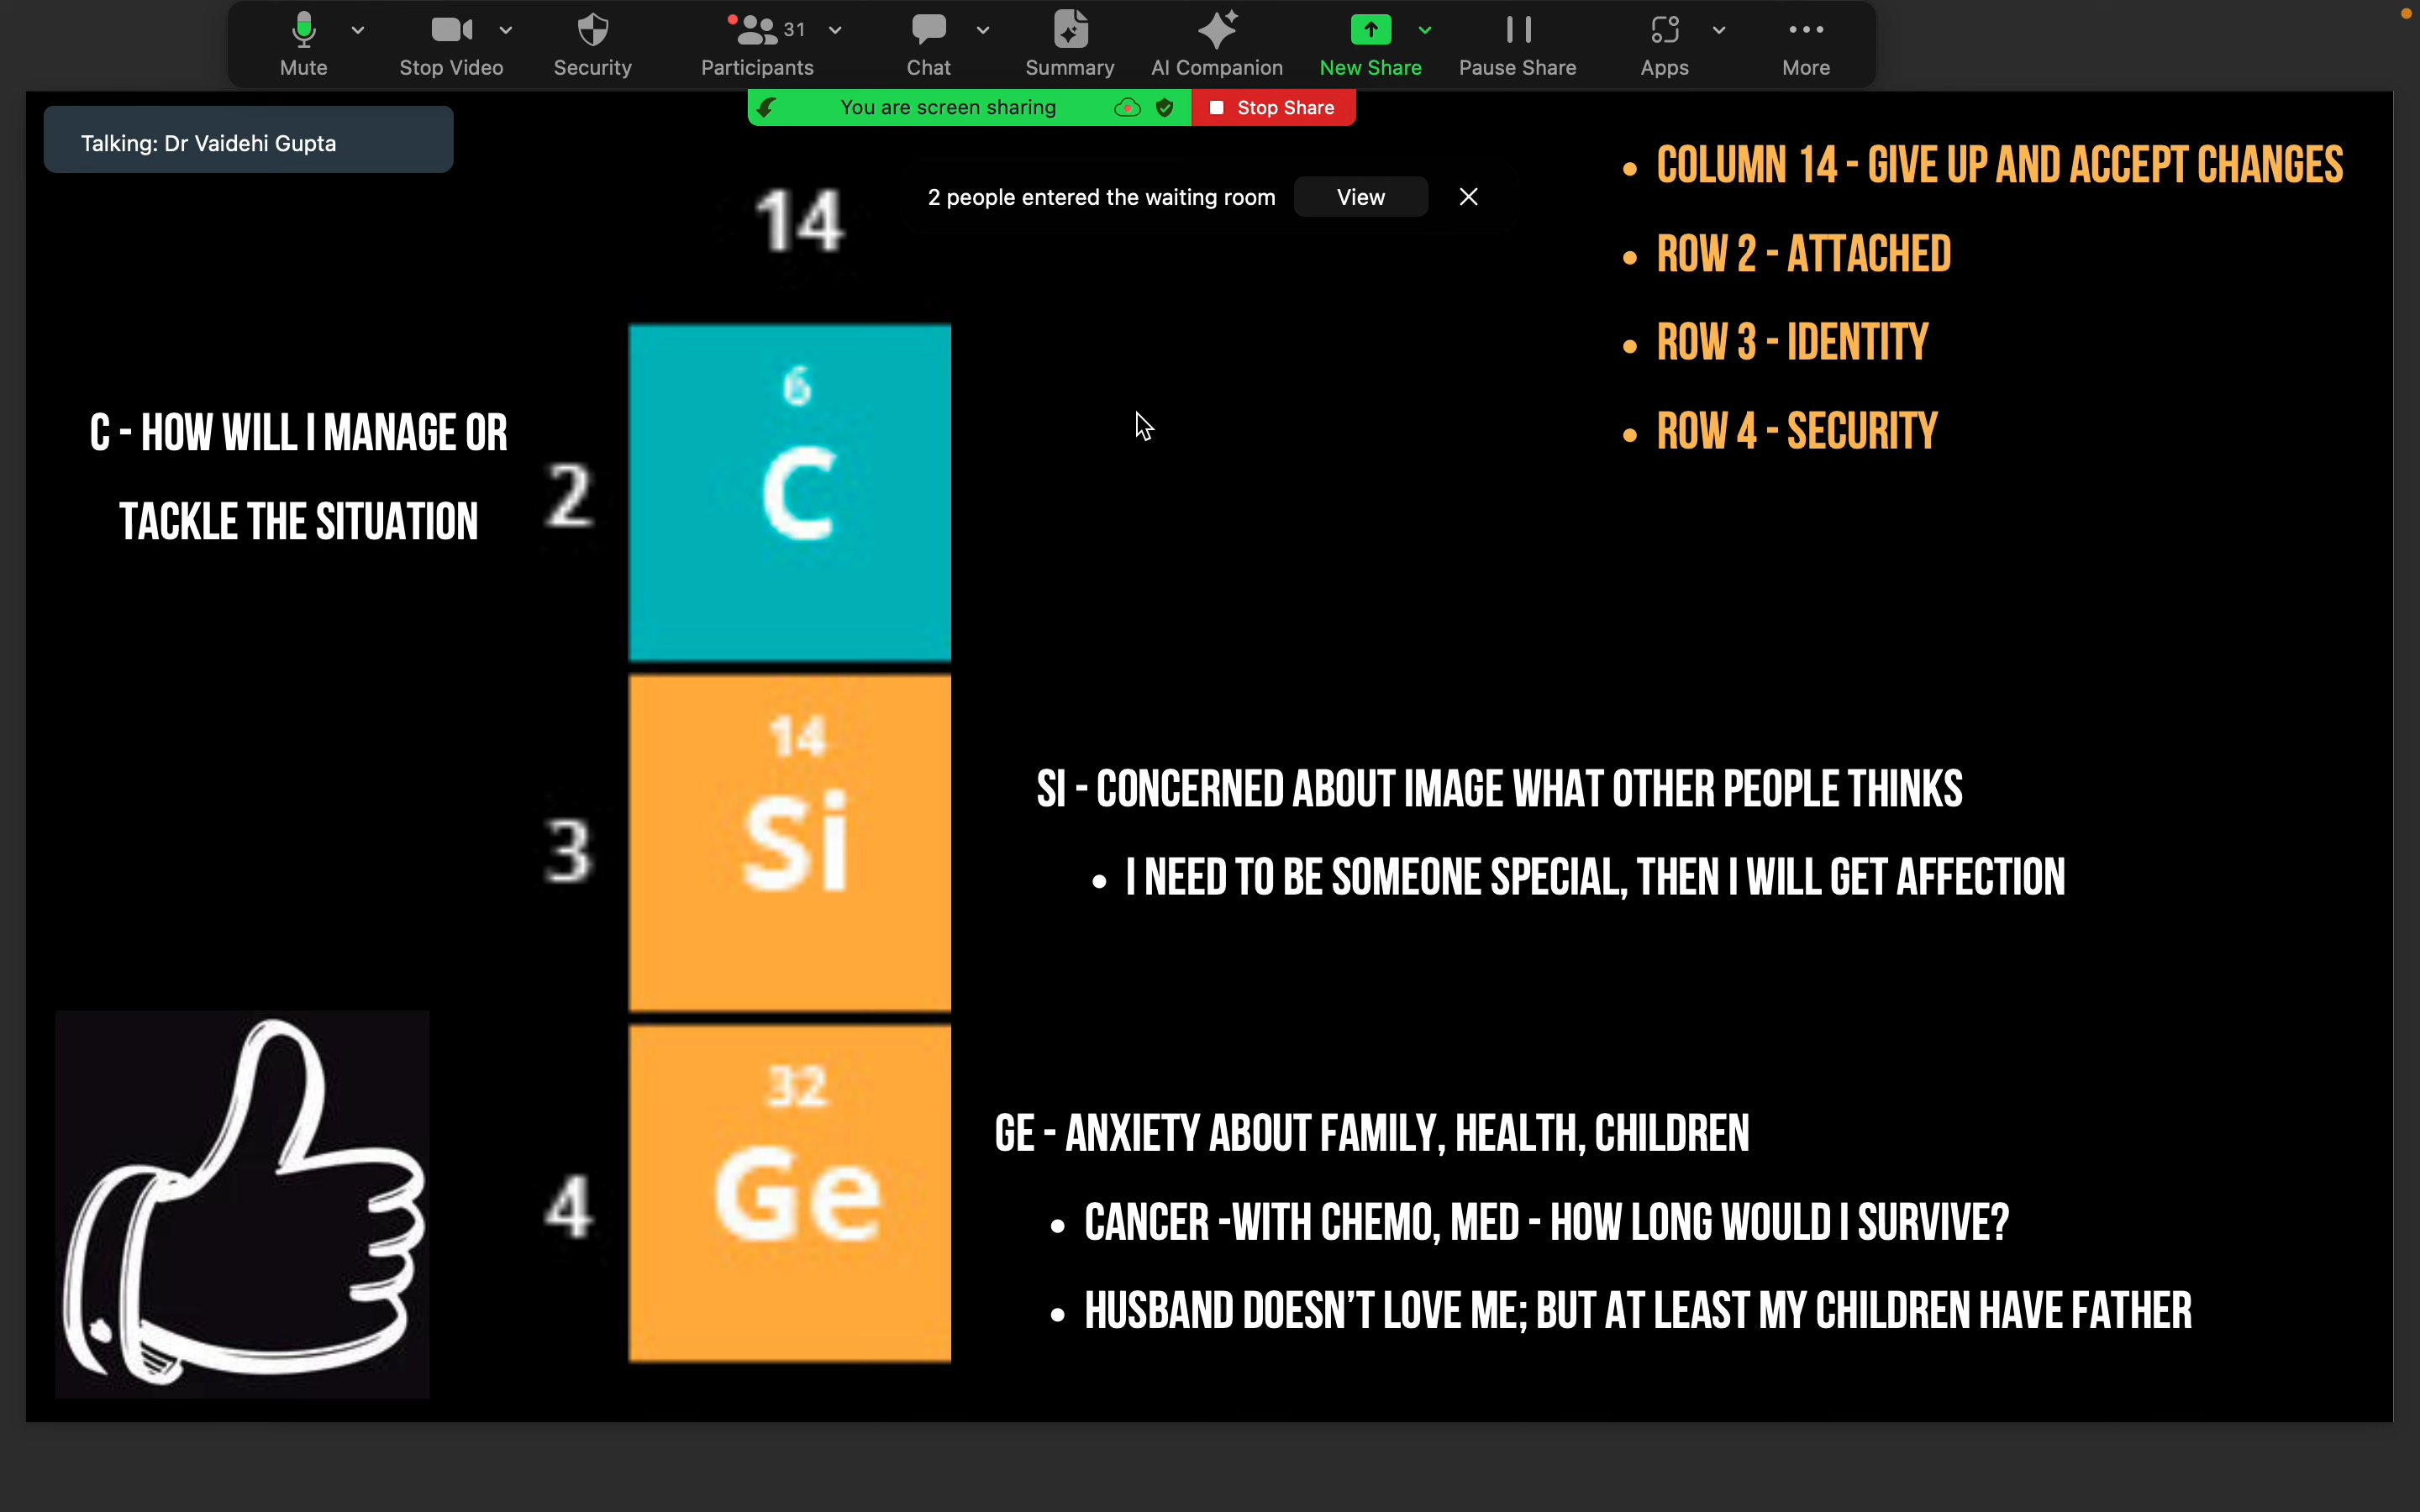 Mute
Stop Video
Security
31
Participants
Chat
Summary
AI Companion
New Share
Pause Share
Apps
More
You are screen sharing
Stop Share
Talking: Dr Vaidehi Gupta
2 people entered the waiting room
View
14
• COLUMN 14 - GIVE UP AND ACCEPT CHANGES
• ROW 2 - ATTACHED
• ROW 3 - IDENTITY
• ROW 4 - SECURITY
C - HOW WILL I MANAGE OR
TACKLE THE SITUATION
2
6
C
3
14
Si
SI - CONCERNED ABOUT IMAGE WHAT OTHER PEOPLE THINKS
• I NEED TO BE SOMEONE SPECIAL, THEN I WILL GET AFFECTION
4
32
Ge
GE - ANXIETY ABOUT FAMILY, HEALTH, CHILDREN
• CANCER -WITH CHEMO, MED - HOW LONG WOULD I SURVIVE?
• HUSBAND DOESN'T LOVE ME; BUT AT LEAST MY CHILDREN HAVE FATHER